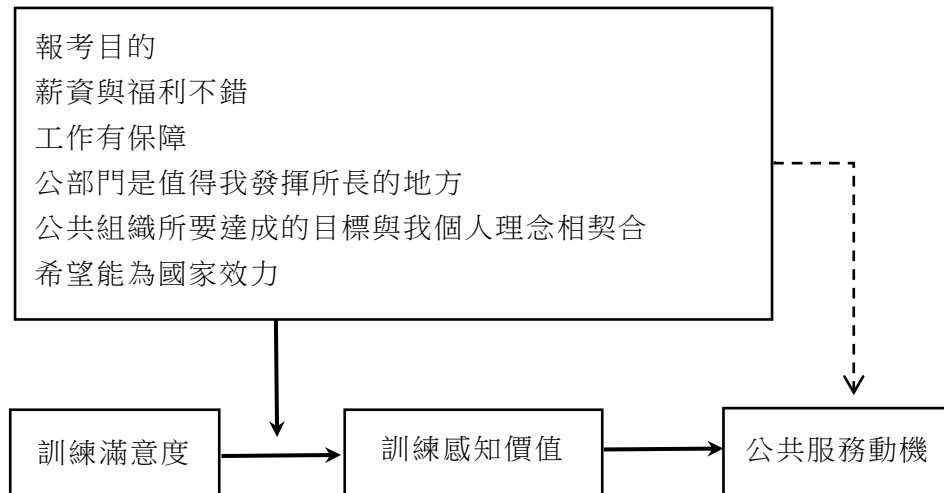 報考目的
薪資與福利不錯
工作有保障
公部門是值得我發揮所長的地方
公共組織所要達成的目標與我個人理念相契合
希望能為國家效力
訓練滿意度
訓練感知價值
公共服務動機